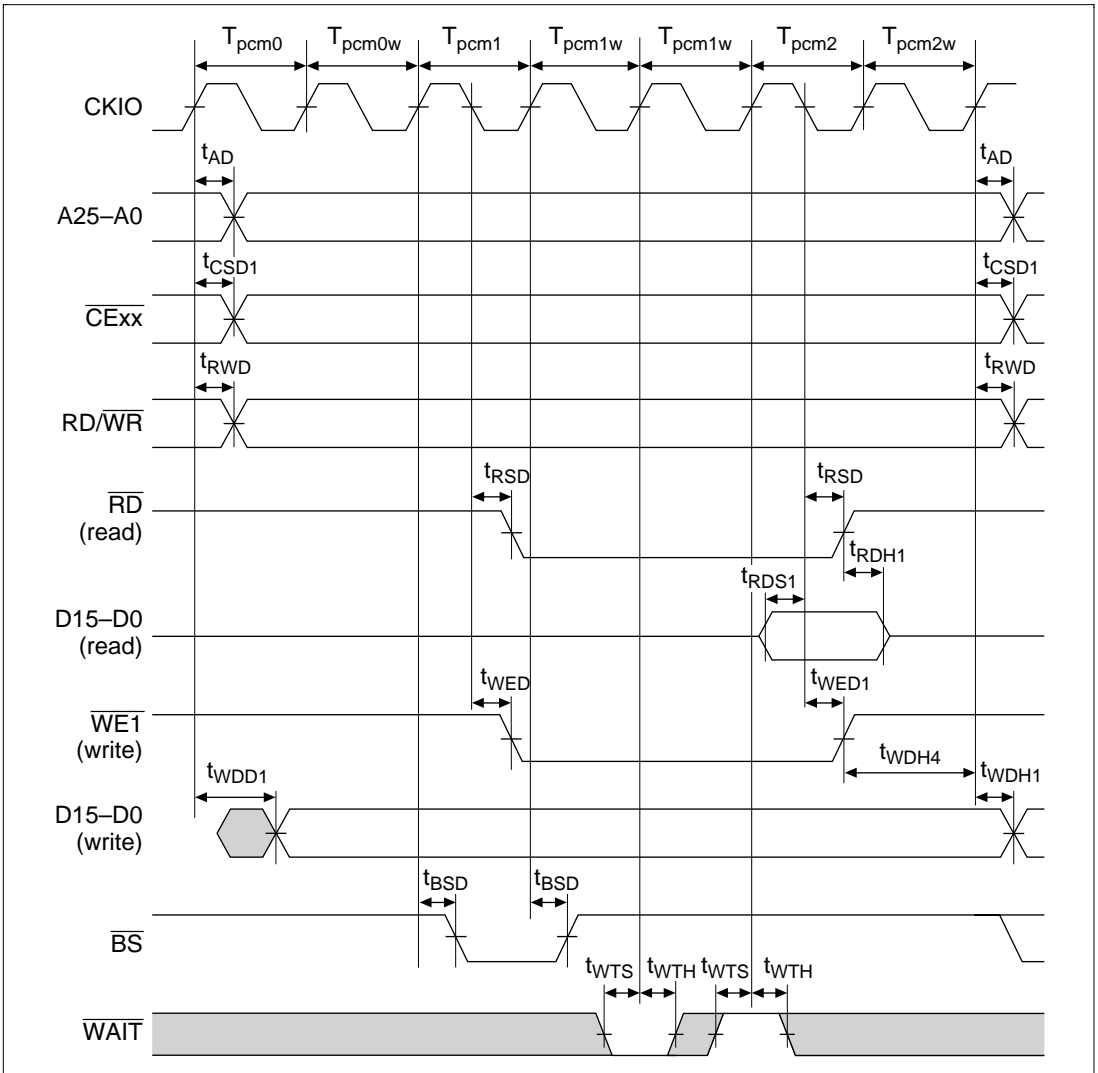 Tpcm0 Tpcm0w Tpcm1 Tpcm1w Tpcm1w Tpcm2 Tpcm2w
CKIO
tAD tAD
A25–A0
tCSD1 tCSD1
CExx
tRWD tRWD
RD/WR
tRSD tRSD
RD
(read)
tRDH1
tRDS1
D15–D0
(read)
tWED tWED1
WE1
(write)
tWDH4
tWDD1 tWDH1
D15–D0
(write)
tBSD tBSD
BS
tWTS tWTH tWTS tWTH
WAIT